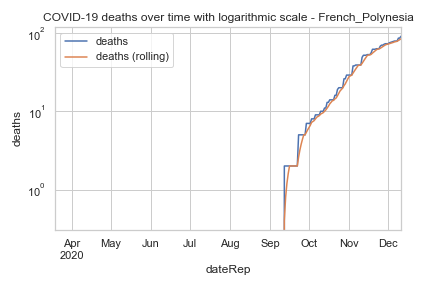 COVID-19 deaths over time with logarithmic scale - French_Polynesia
deaths
deaths (rolling)
10²
10¹
10⁰
deaths
Apr
2020
May
Jun
Jul
Aug
Sep
Oct
Nov
Dec
dateRep